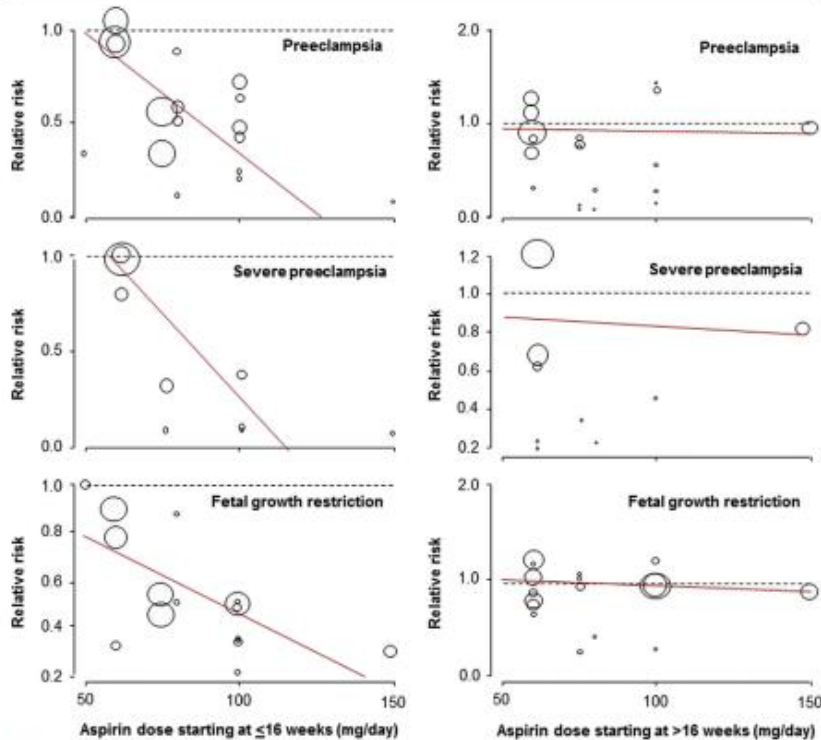 1.0
0.5
0.0
Relative risk
Preeclampsia
2.0
1.0
0.0
Relative risk
Preeclampsia
1.0
0.5
0.0
Relative risk
Severe preeclampsia
1.2
1.0
0.8
0.6
0.4
0.2
Relative risk
Severe preeclampsia
1.0
0.8
0.6
0.4
0.2
Relative risk
Fetal growth restriction
50
100
150
Aspirin dose starting at ≤16 weeks (mg/day)
2.0
1.0
0.0
Relative risk
Fetal growth restriction
50
100
150
Aspirin dose starting at >16 weeks (mg/day)